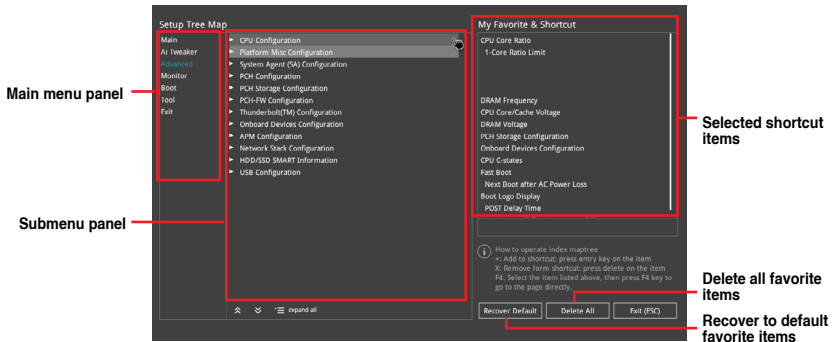 Setup Tree Map
My Favorite & Shortcut
Main
Ai Tweaker
Advanced
Monitor
Boot
Tool
Exit
CPU Configuration
Platform Misc Configuration
System Agent (SA) Configuration
PCH Configuration
PCH Storage Configuration
PCH-FW Configuration
Thunderbolt(TM) Configuration
Onboard Devices Configuration
APM Configuration
Network Stack Configuration
HDD/SSD SMART Information
USB Configuration
CPU Core Ratio
1-Core Ratio Limit
DRAM Frequency
CPU Core/Cache Voltage
DRAM Voltage
PCH Storage Configuration
Onboard Devices Configuration
CPU C-states
Fast Boot
Next Boot after AC Power Loss
Boot Logo Display
POST Delay Time
Main menu panel
Submenu panel
Selected shortcut
items
How to operate index maptree
+: Add to shortcut: press entry key on the item
X: Remove form shortcut: press delete on the item
F4: Select the item listed above, then press F4 key to
go to the page directly.
expand all
Recover Default
Delete All
Exit (ESC)
Delete all favorite
items
Recover to default
favorite items